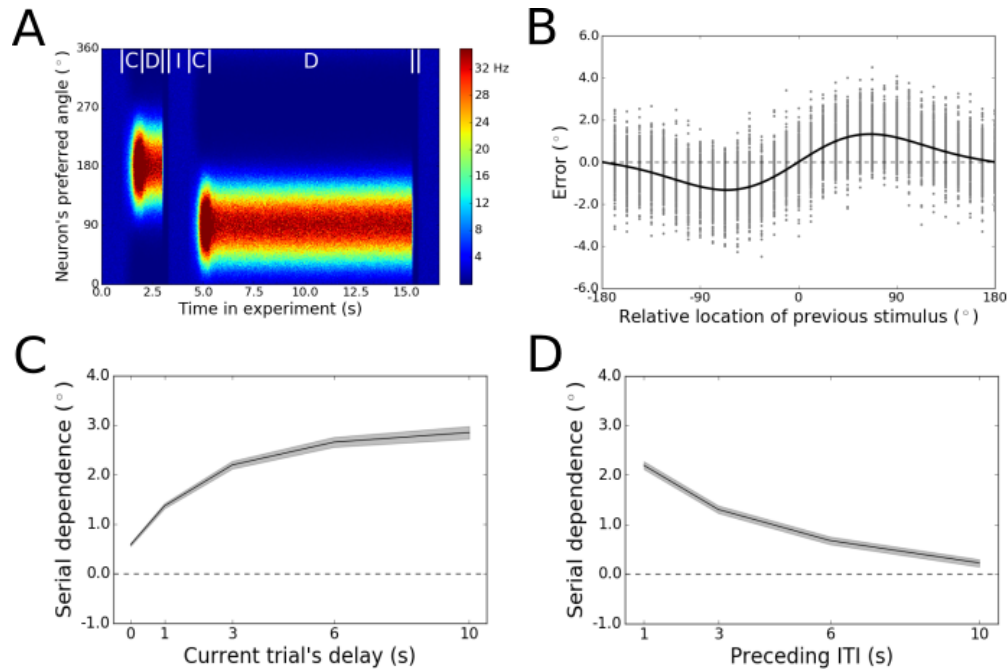 A
C D I C D
360
270
180
90
0
Neuron's preferred angle (°)
0.0 2.5 5.0 7.5 10.0 12.5 15.0
Time in experiment (s)
32 Hz
28
24
20
16
12
8
4
B
6.0
4.0
2.0
0.0
-2.0
-4.0
-6.0
Error (°)
-180 -90 0 90 180
Relative location of previous stimulus (°)
C
4.0
3.0
2.0
1.0
0.0
-1.0
Serial dependence (°)
0 1 3 6 10
Current trial's delay (s)
D
4.0
3.0
2.0
1.0
0.0
-1.0
Serial dependence (°)
1 3 6 10
Preceding ITI (s)